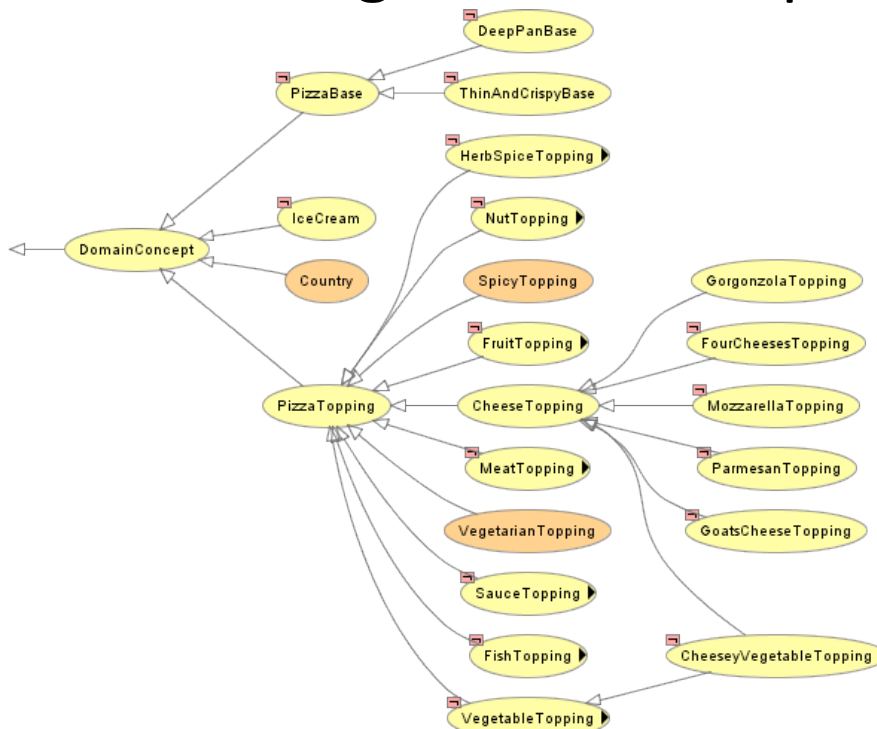 DeepPanBase
PizzaBase
ThinAndCrispyBase
HerbSpiceTopping
IceCream
NutTopping
DomainConcept
Country
SpicyTopping
GorgonzolaTopping
FruitTopping
FourCheesesTopping
PizzaTopping
CheeseTopping
MozzarellaTopping
MeatTopping
ParmesanTopping
VegetarianTopping
GoatsCheeseTopping
SauceTopping
FishTopping
CheeseyVegetableTopping
VegetableTopping